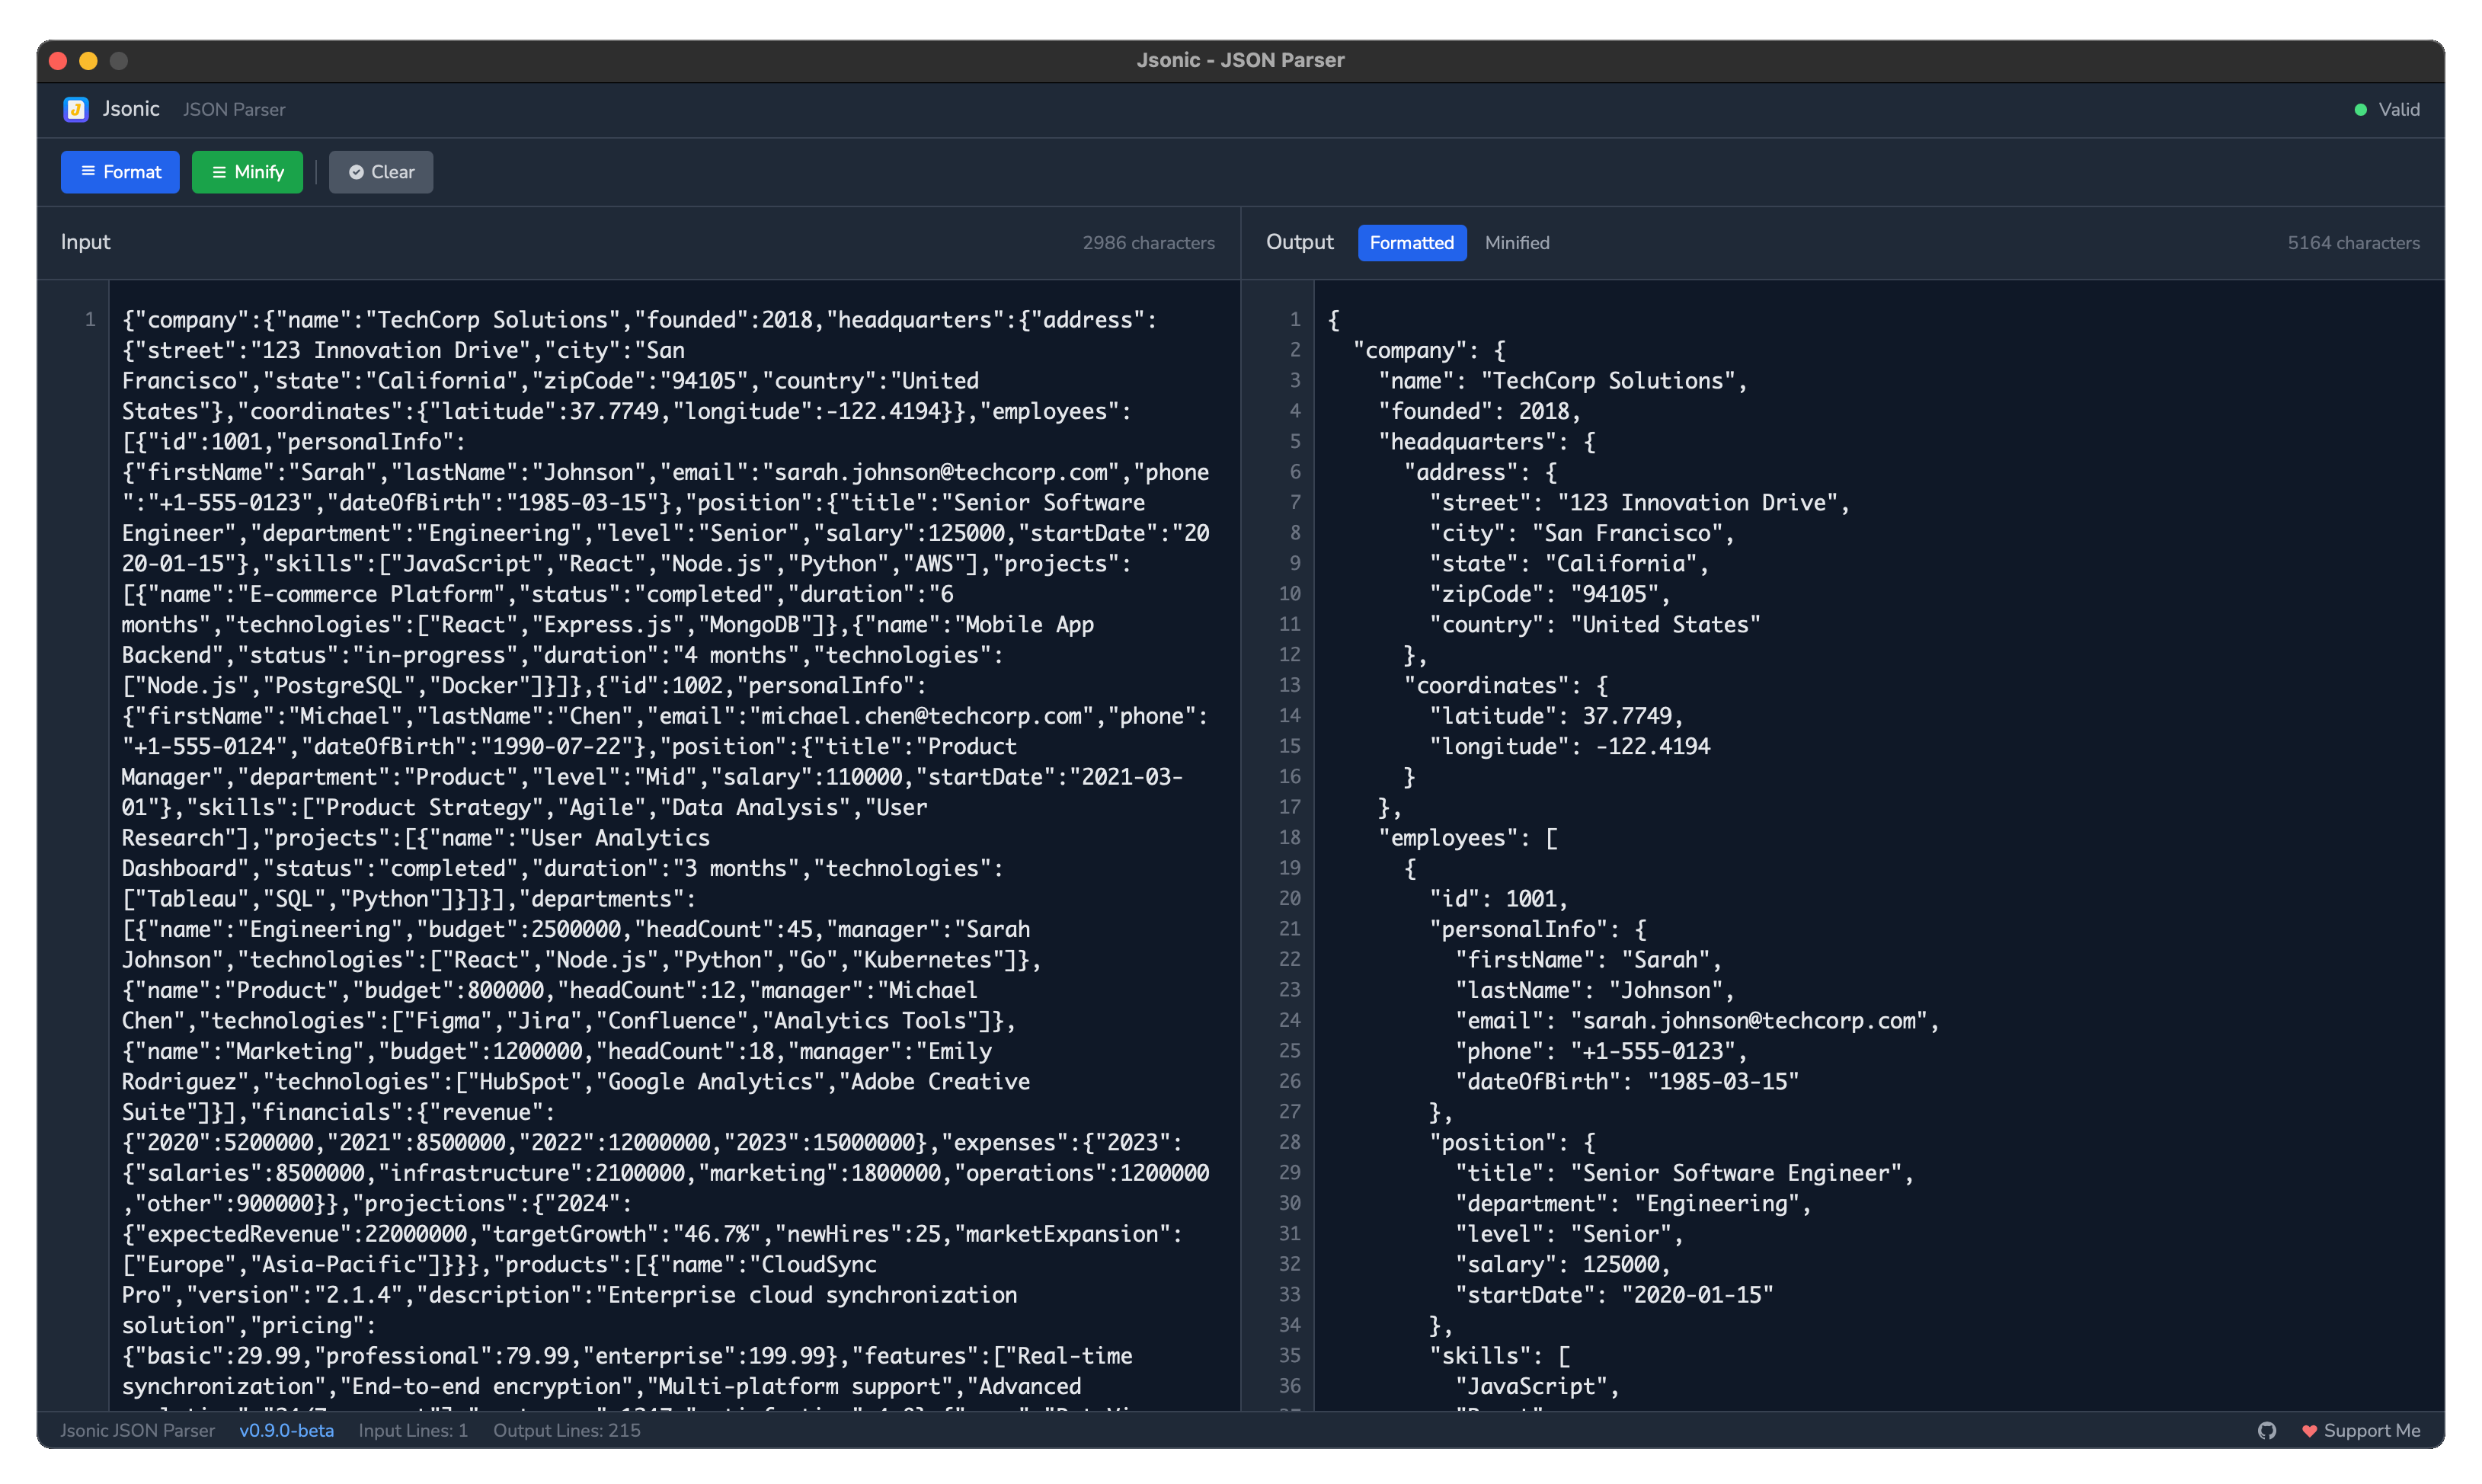 Jsonic - JSON Parser
Jsonic JSON Parser
Valid
Format Minify Clear
Input
2986 characters
1
{"company":{"name":"TechCorp Solutions","founded":2018,"headquarters":{"address":
{"street":"123 Innovation Drive","city":"San
Francisco","state":"California","zipCode":"94105","country":"United
States"},"coordinates":{"latitude":37.7749,"longitude":-122.4194}},"employees":
[{"id":1001,"personalInfo":
{"firstName":"Sarah","lastName":"Johnson","email":"sarah.johnson@techcorp.com","phone
":"+1-555-0123","dateOfBirth":"1985-03-15"},"position":{"title":"Senior Software
Engineer","department":"Engineering","level":"Senior","salary":125000,"startDate":"20
20-01-15"},"skills":["JavaScript","React","Node.js","Python","AWS"],"projects":
[{"name":"E-commerce Platform","status":"completed","duration":"6
months","technologies":["React","Express.js","MongoDB"]},{"name":"Mobile App
Backend","status":"in-progress","duration":"4 months","technologies":
["Node.js","PostgreSQL","Docker"]}]},{"id":1002,"personalInfo":
{"firstName":"Michael","lastName":"Chen","email":"michael.chen@techcorp.com","phone":
"+1-555-0124","dateOfBirth":"1990-07-22"},"position":{"title":"Product
Manager","department":"Product","level":"Mid","salary":110000,"startDate":"2021-03-
01"},"skills":["Product Strategy","Agile","Data Analysis","User
Research"],"projects":[{"name":"User Analytics
Dashboard","status":"completed","duration":"3 months","technologies":
["Tableau","SQL","Python"]}]}],"departments":
[{"name":"Engineering","budget":2500000,"headCount":45,"manager":"Sarah
Johnson","technologies":["React","Node.js","Python","Go","Kubernetes"]},
{"name":"Product","budget":800000,"headCount":12,"manager":"Michael
Chen","technologies":["Figma","Jira","Confluence","Analytics Tools"]},
{"name":"Marketing","budget":1200000,"headCount":18,"manager":"Emily
Rodriguez","technologies":["HubSpot","Google Analytics","Adobe Creative
Suite"]}],"financials":{"revenue":
{"2020":5200000,"2021":8500000,"2022":12000000,"2023":15000000},"expenses":{"2023":
{"salaries":8500000,"infrastructure":2100000,"marketing":1800000,"operations":1200000
,"other":900000}},"projections":{"2024":
{"expectedRevenue":22000000,"targetGrowth":"46.7%","newHires":25,"marketExpansion":
["Europe","Asia-Pacific"]}}},"products":[{"name":"CloudSync
Pro","version":"2.1.4","description":"Enterprise cloud synchronization
solution","pricing":
{"basic":29.99,"professional":79.99,"enterprise":199.99},"features":["Real-time
synchronization","End-to-end encryption","Multi-platform support","Advanced
Output Formatted Minified
5164 characters
1 {
2 "company": {
3 "name": "TechCorp Solutions",
4 "founded": 2018,
5 "headquarters": {
6 "address": {
7 "street": "123 Innovation Drive",
8 "city": "San Francisco",
9 "state": "California",
10 "zipCode": "94105",
11 "country": "United States"
12 },
13 "coordinates": {
14 "latitude": 37.7749,
15 "longitude": -122.4194
16 }
17 },
18 "employees": [
19 {
20 "id": 1001,
21 "personalInfo": {
22 "firstName": "Sarah",
23 "lastName": "Johnson",
24 "email": "sarah.johnson@techcorp.com",
25 "phone": "+1-555-0123",
26 "dateOfBirth": "1985-03-15"
27 },
28 "position": {
29 "title": "Senior Software Engineer",
30 "department": "Engineering",
31 "level": "Senior",
32 "salary": 125000,
33 "startDate": "2020-01-15"
34 },
35 "skills": [
36 "JavaScript",
Jsonic JSON Parser v0.9.0-beta Input Lines: 1 Output Lines: 215
Support Me